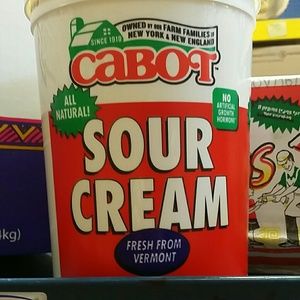 OWNED BY OUR FARM FAMILIES IN
NEW YORK & NEW ENGLAND
SINCE 1919
CABOT
ALL
NATURAL!
NO
ARTIFICIAL
GROWTH
HORMONE
SOUR
CREAM
FRESH FROM
VERMONT
kg)
S